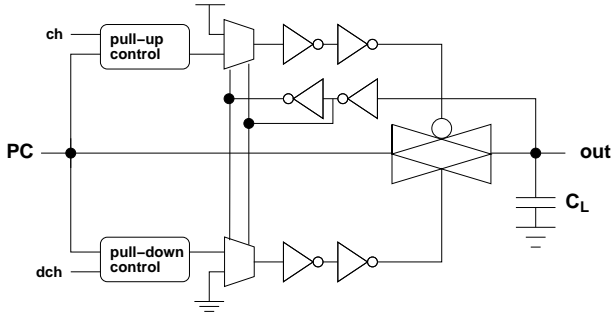 ch
pull-up
control
PC
out
C_L
pull-down
control
dch